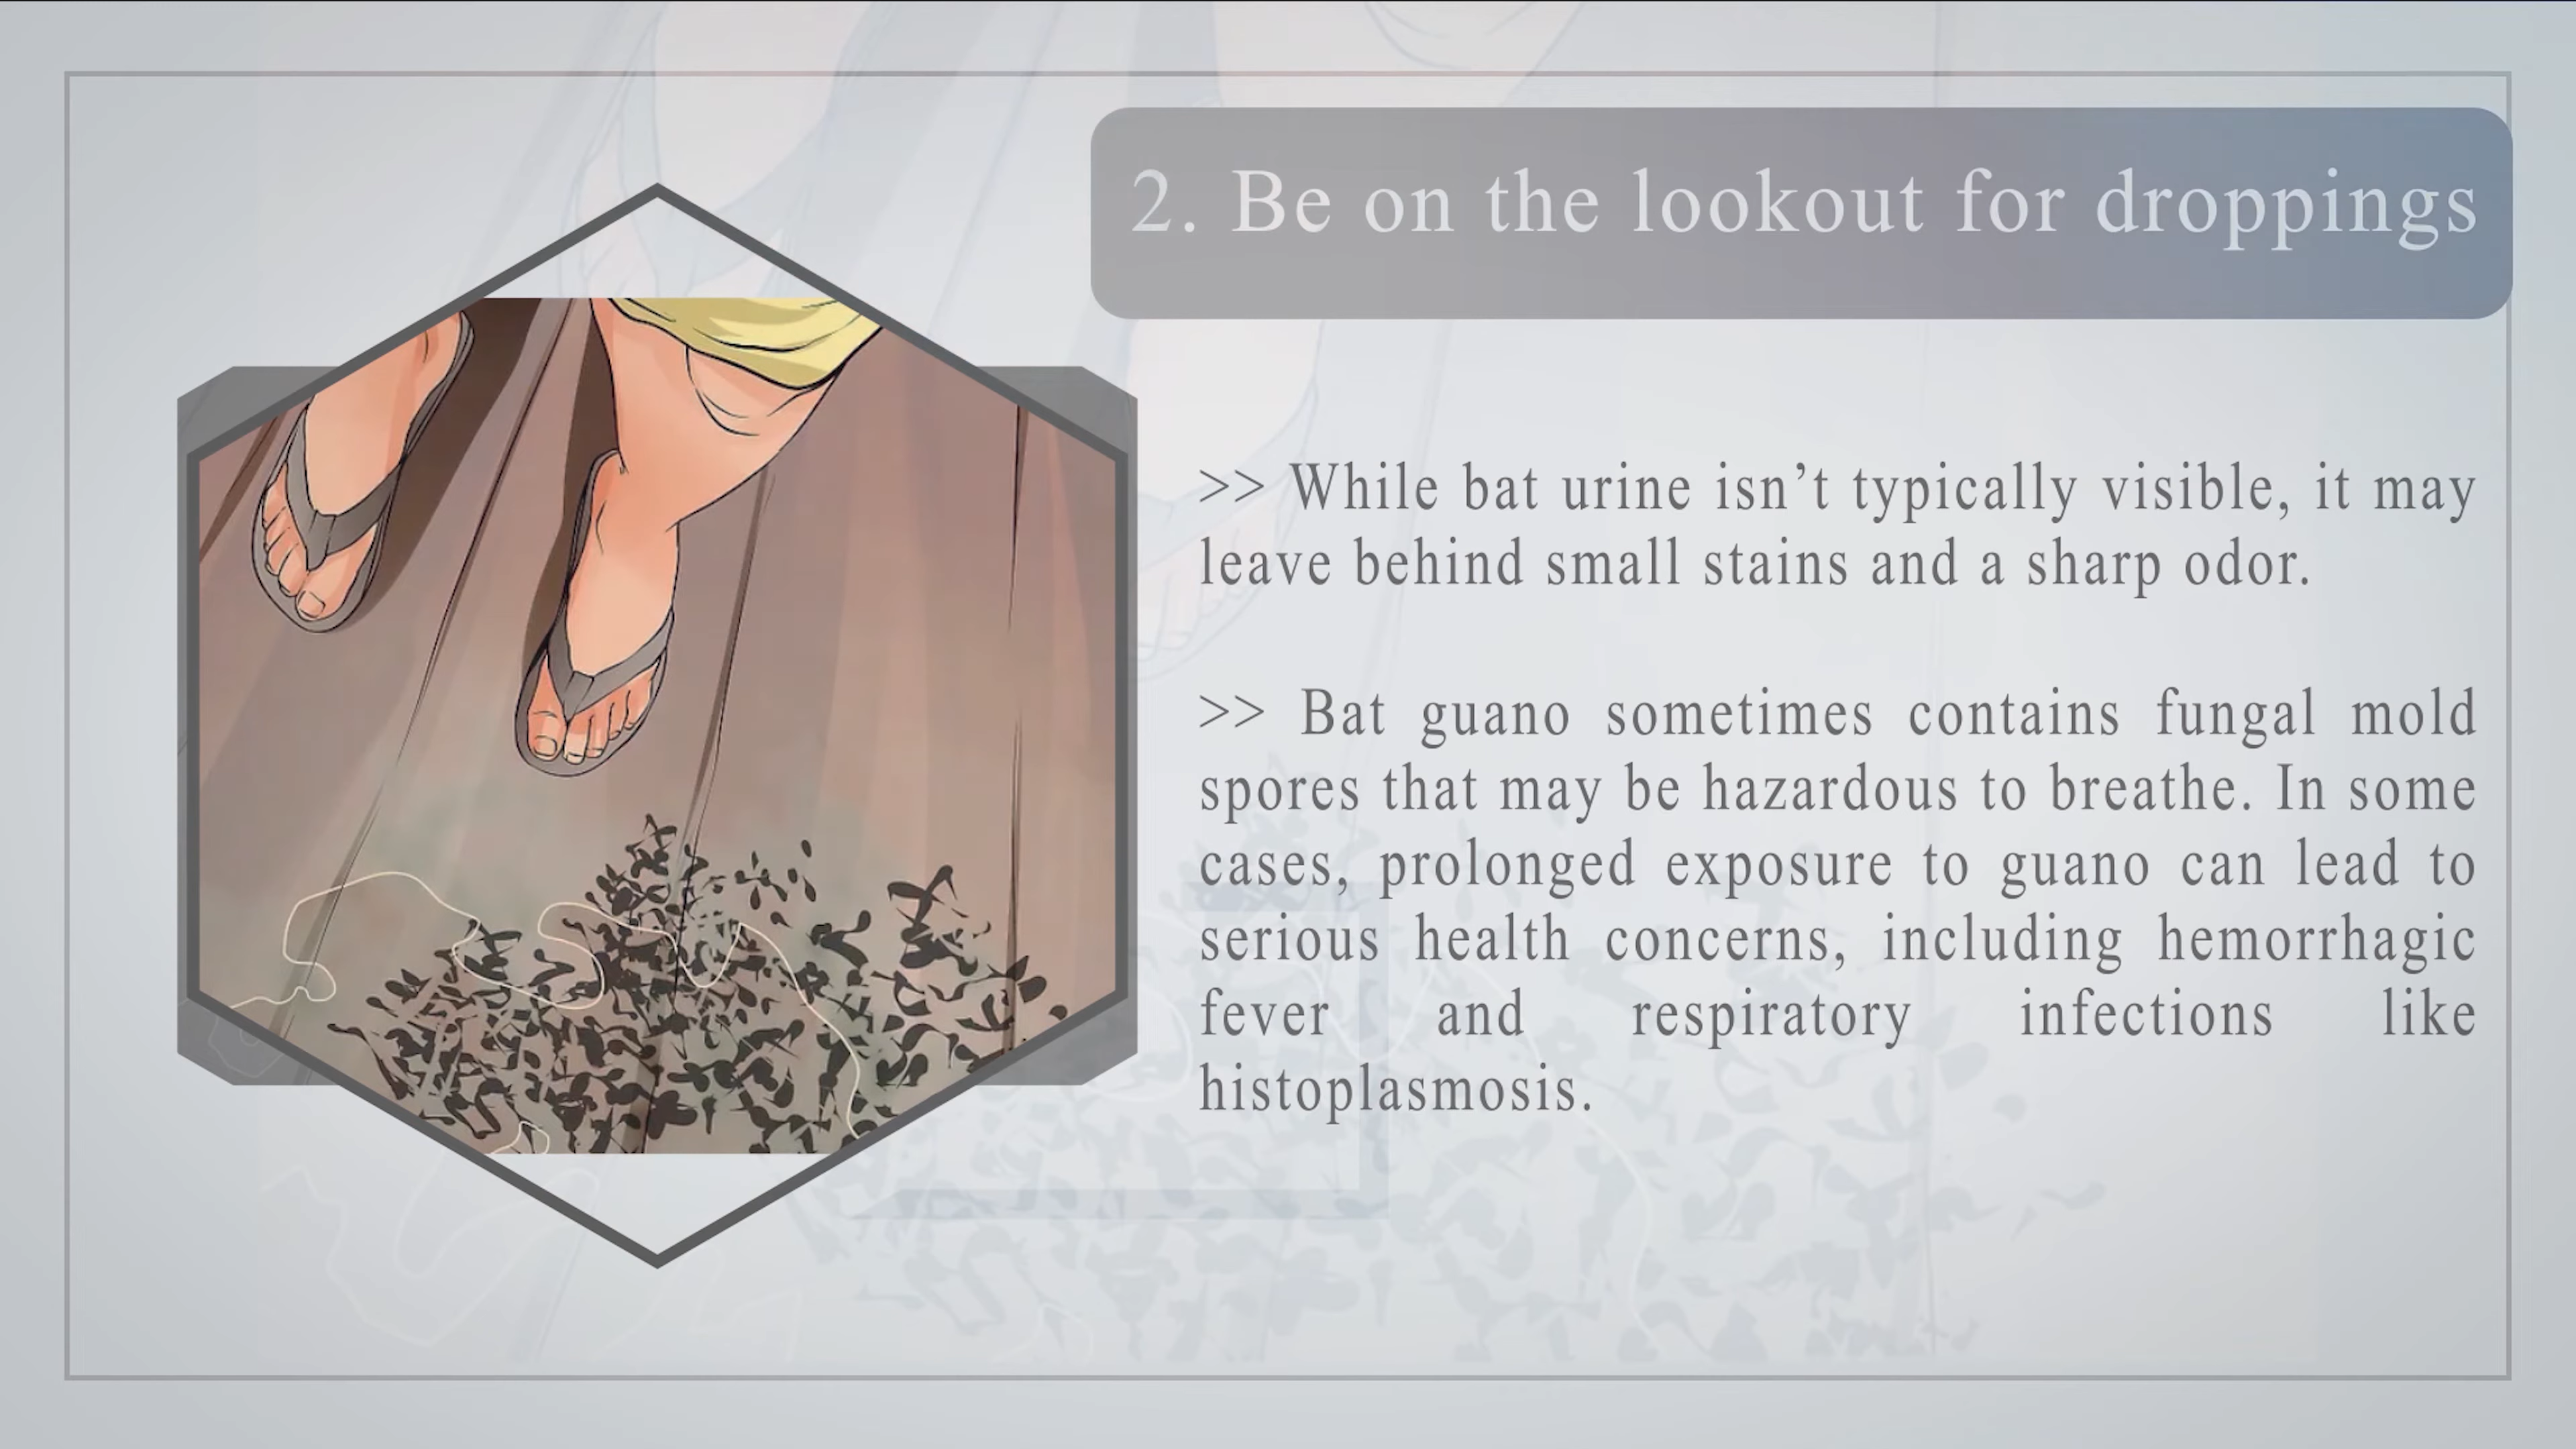 2. Be on the lookout for droppings
>> While bat urine isn’t typically visible, it may
leave behind small stains and a sharp odor.
>> Bat guano sometimes contains fungal mold
spores that may be hazardous to breathe. In some
cases, prolonged exposure to guano can lead to
serious health concerns, including hemorrhagic
fever and respiratory infections like
histoplasmosis.